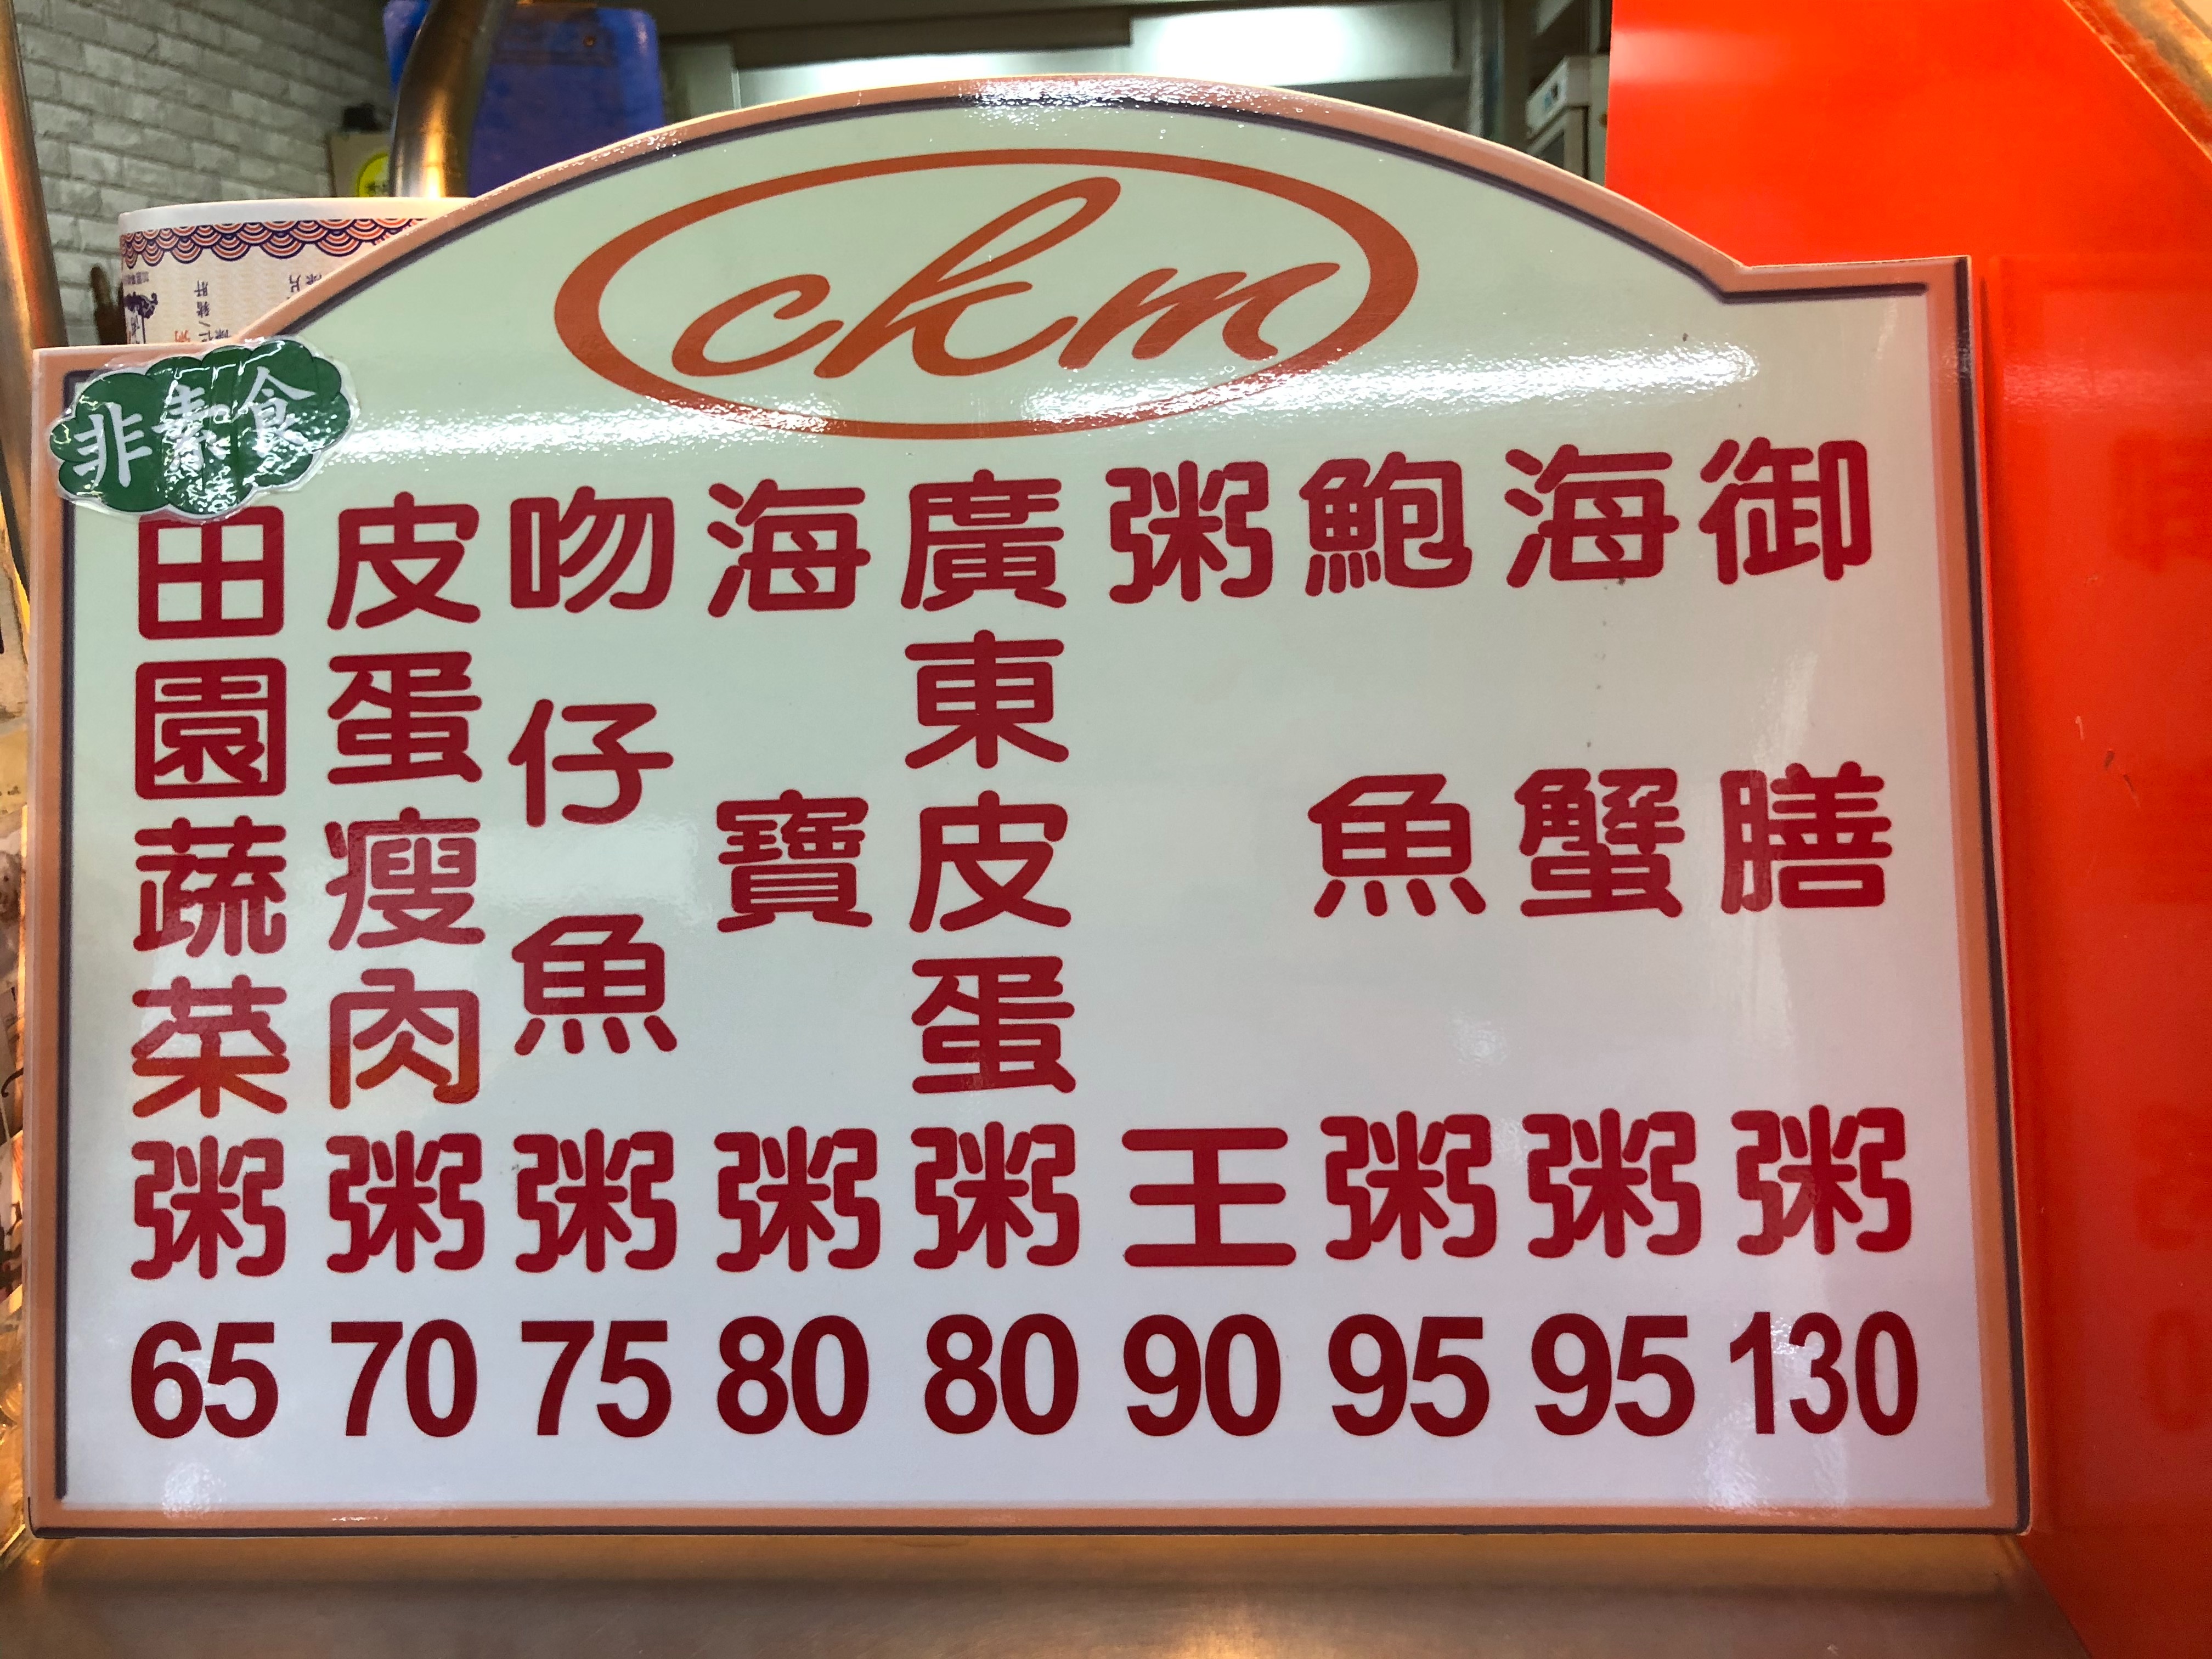 ckm
非素食
御膳粥 130
海蟹粥 95
鮑魚粥 95
粥王 90
廣東皮蛋粥 80
海寶粥 80
吻仔魚粥 75
皮蛋瘦肉粥 70
田園蔬菜粥 65